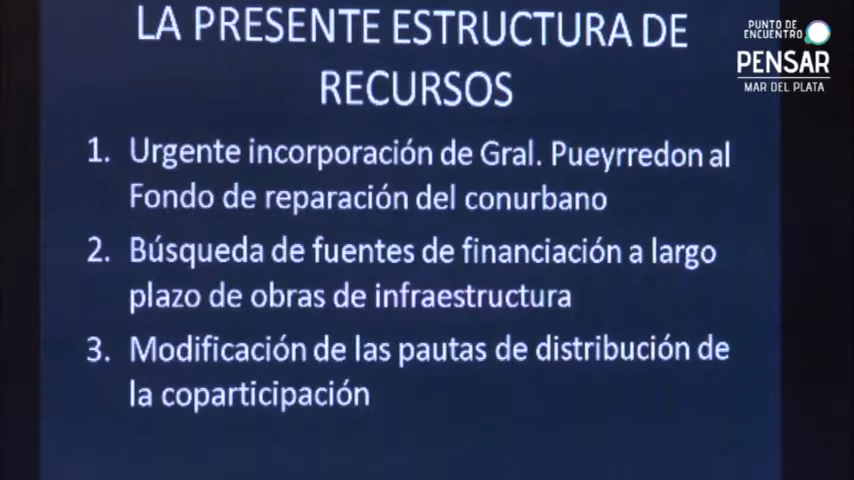 LA PRESENTE ESTRUCTURA DE
RECURSOS
PUNTO DE
ENCUENTRO
PENSAR
MAR DEL PLATA
1. Urgente incorporación de Gral. Pueyrredon al
Fondo de reparación del conurbano
2. Búsqueda de fuentes de financiación a largo
plazo de obras de infraestructura
3. Modificación de las pautas de distribución de
la coparticipación